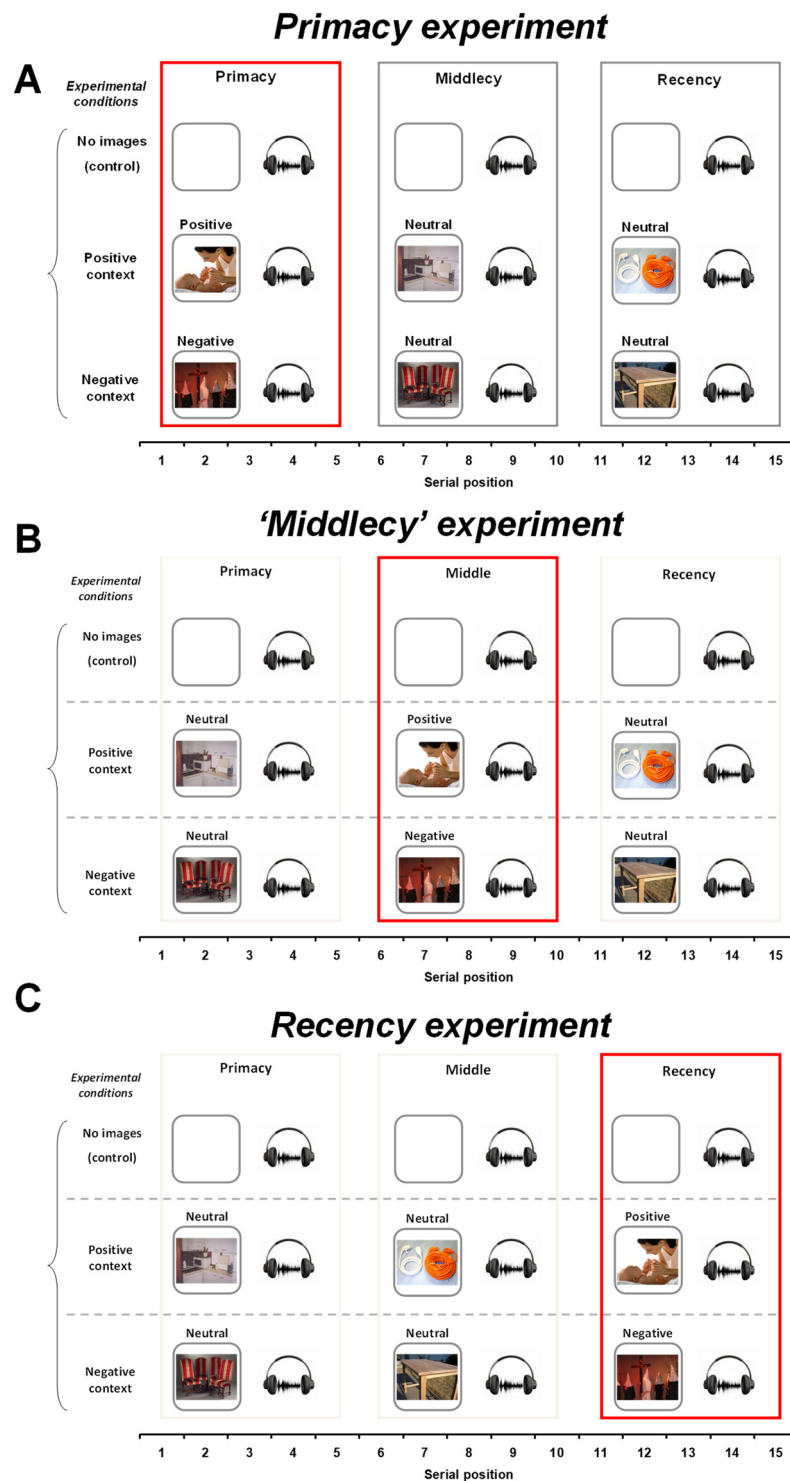 Primacy experiment
A
Experimental conditions
Primacy
Middlecy
Recency
No images
(control)
Positive
Neutral
Neutral
Positive
context
Negative
Neutral
Neutral
Negative
context
1 2 3 4 5 6 7 8 9 10 11 12 13 14 15
Serial position
‘Middlecy’ experiment
B
Experimental
conditions
Primacy
Middle
Recency
No images
(control)
Neutral
Positive
Neutral
Positive
context
Neutral
Negative
Neutral
Negative
context
1 2 3 4 5 6 7 8 9 10 11 12 13 14 15
Serial position
C
Recency experiment
Experimental
conditions
Primacy
Middle
Recency
No images
(control)
Neutral
Neutral
Positive
Positive
context
Neutral
Neutral
Negative
Negative
context
1 2 3 4 5 6 7 8 9 10 11 12 13 14 15
Serial position